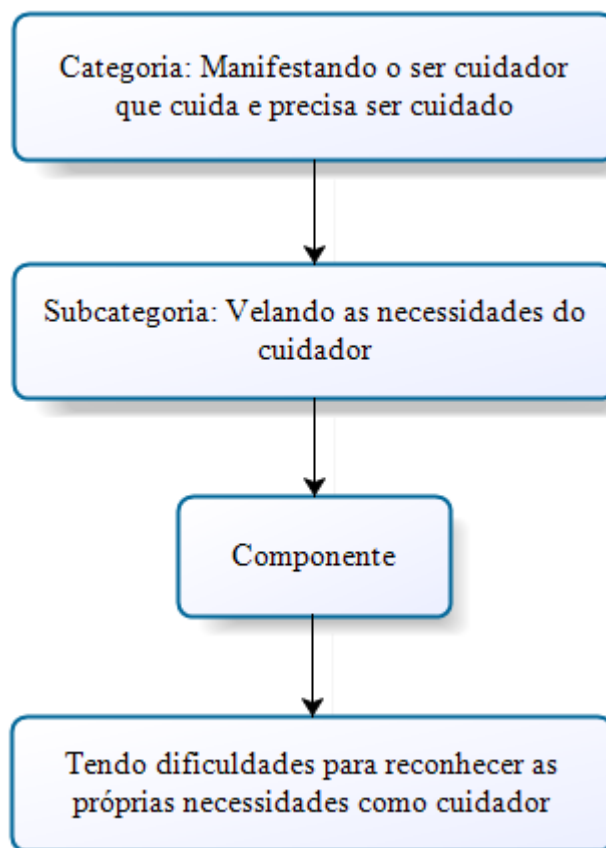 Categoria: Manifestando o ser cuidador
que cuida e precisa ser cuidado
Subcategoria: Velando as necessidades do
cuidador
Componente
Tendo dificuldades para reconhecer as
próprias necessidades como cuidador